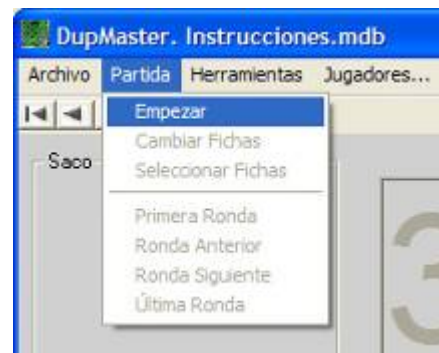 DupMaster. Instrucciones.mdb
Archivo Partida Herramientas Jugadores...
Empezar
Cambiar Fichas
Saco
Seleccionar Fichas
Primera Ronda
Ronda Anterior
Ronda Siguiente
Última Ronda
3